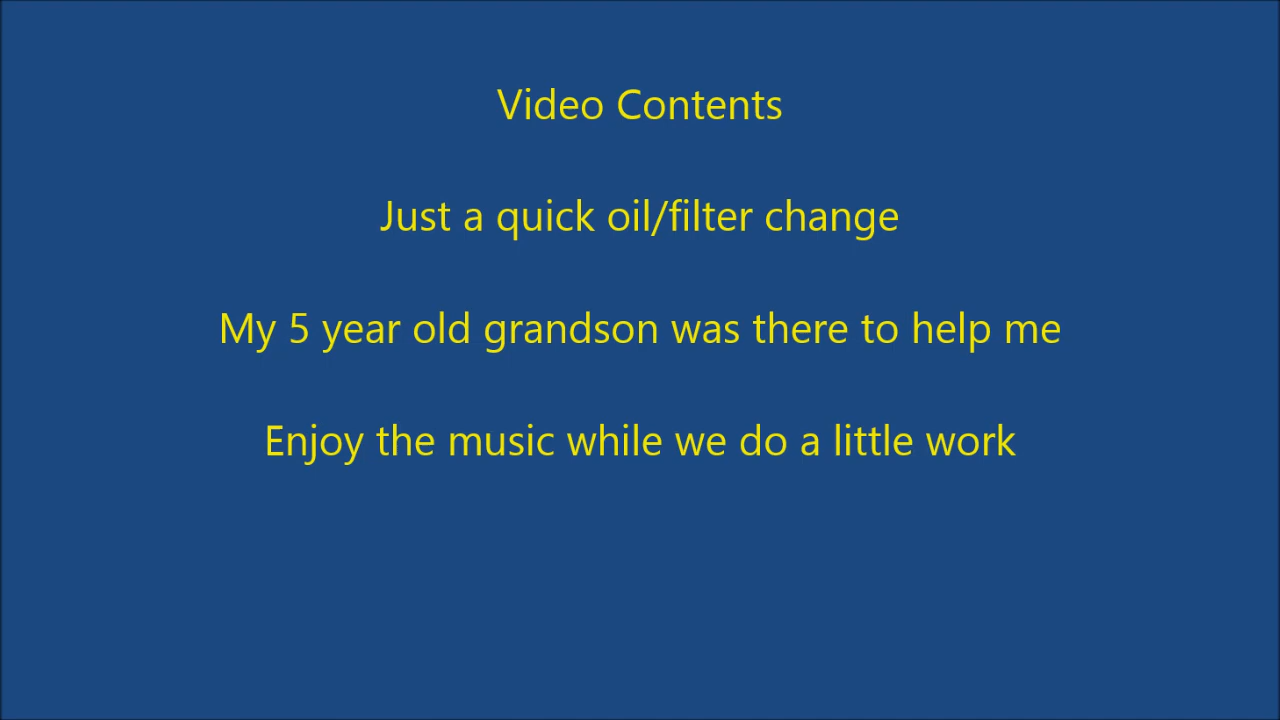 Video Contents
Just a quick oil/filter change
My 5 year old grandson was there to help me
Enjoy the music while we do a little work